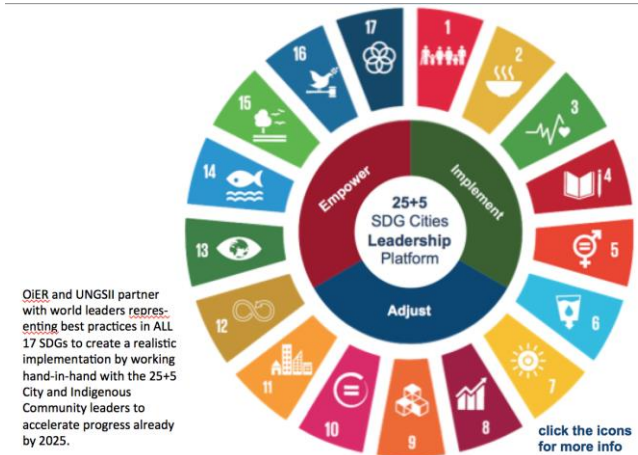 17
1
16
2
15
3
14
4
13
5
12
6
11
7
10
9
8
Empower
Implement
Adjust
25+5
SDG Cities
Leadership
Platform
OiER and UNGSII partner
with world leaders repres-
enting best practices in ALL
17 SDGs to create a realistic
implementation by working
hand-in-hand with the 25+5
City and Indigenous
Community leaders to
accelerate progress already
by 2025.
click the icons
for more info